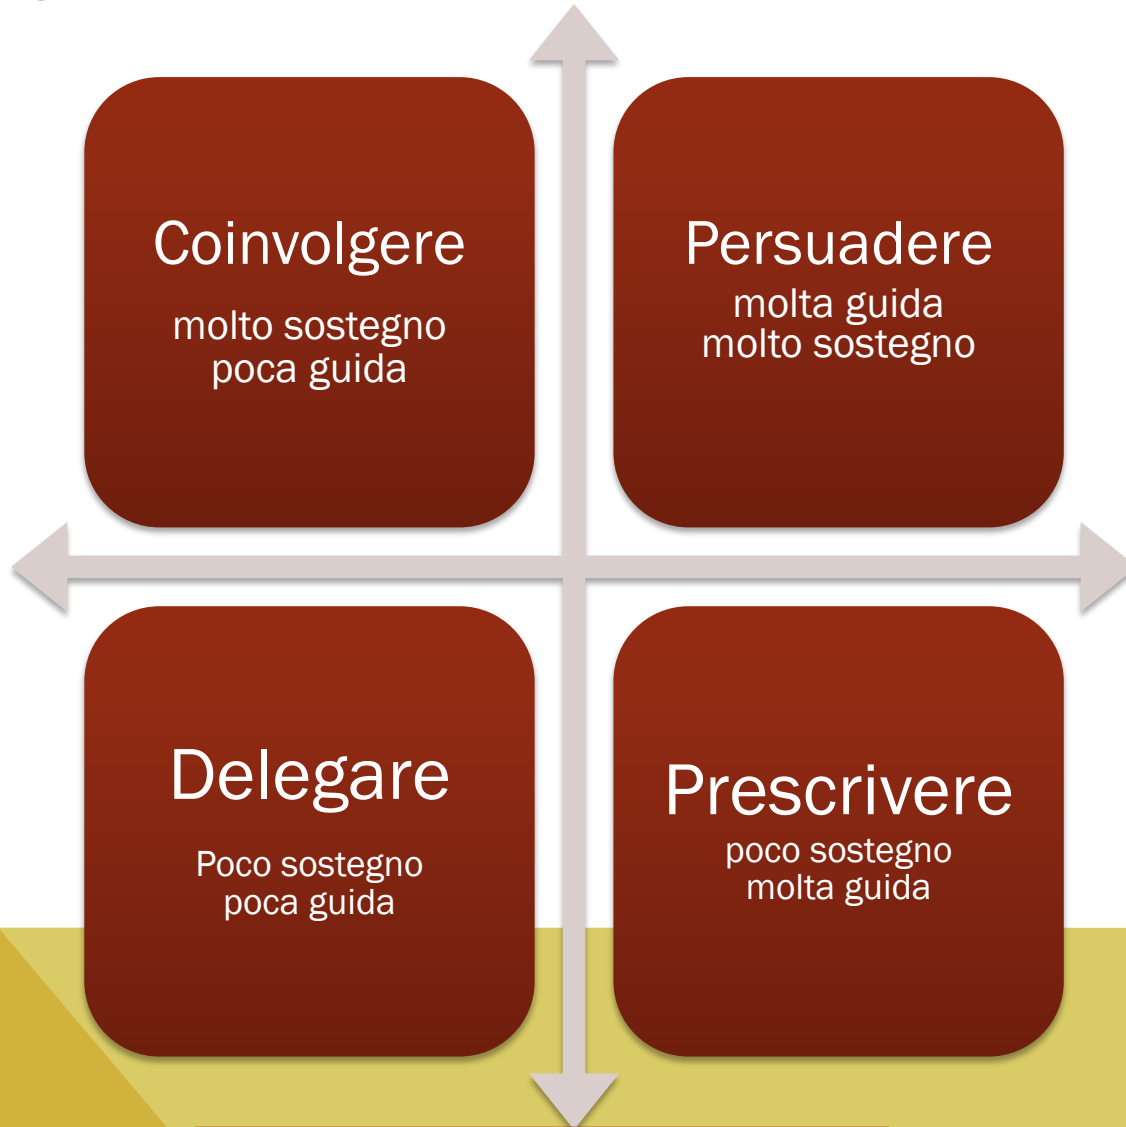 Coinvolgere
molto sostegno
poca guida
Persuadere
molta guida
molto sostegno
Delegare
Poco sostegno
poca guida
Prescrivere
poco sostegno
molta guida